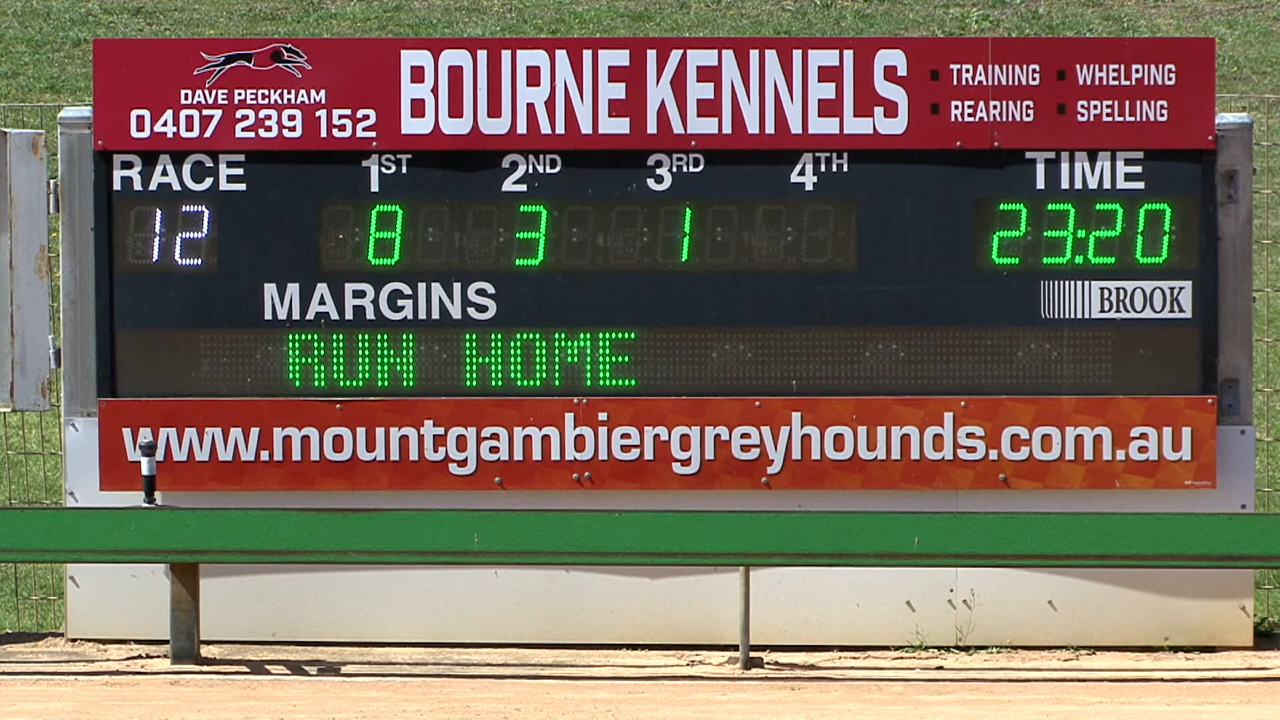 DAVE PECKHAM
0407 239 152
BOURNE KENNELS
TRAINING WHELPING
REARING SPELLING
RACE 1ST 2ND 3RD 4TH TIME
12 8 3 1 23:20
MARGINS
BROOK
RUN HOME
www.mountgambiergreyhounds.com.au